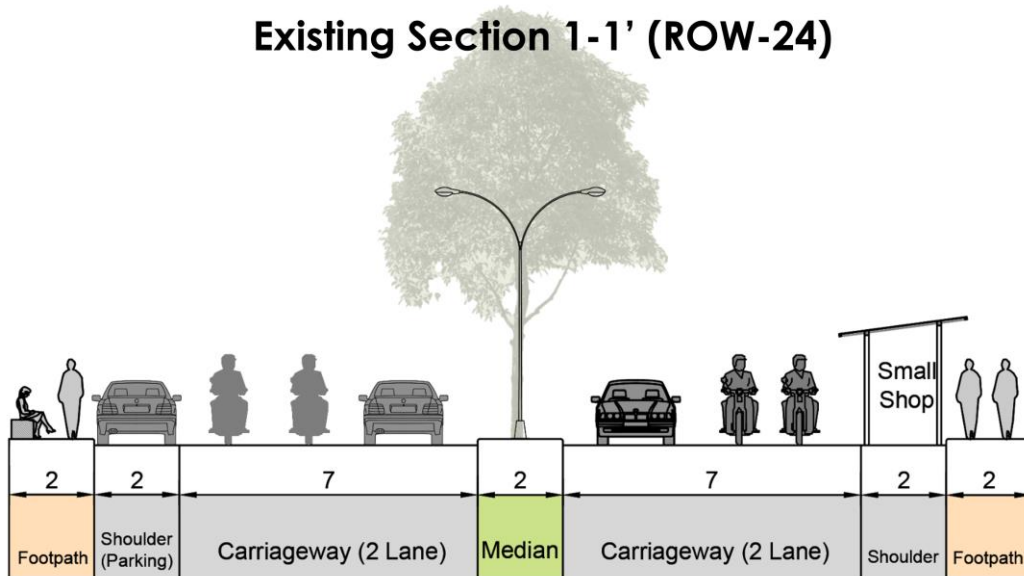 Existing Section 1-1’ (ROW-24)
Small
Shop
2
2
7
2
7
2
2
Footpath
Shoulder
(Parking)
Carriageway (2 Lane)
Median
Carriageway (2 Lane)
Shoulder
Footpath